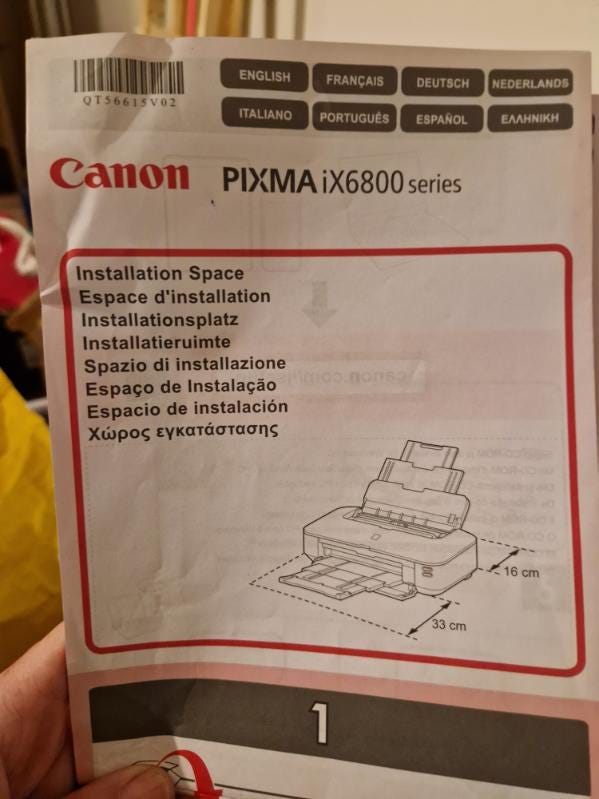 QT56615V02
ENGLISH FRANÇAIS DEUTSCH NEDERLANDS
ITALIANO PORTUGUÊS ESPAÑOL ΕΛΛΗΝΙΚΗ
Canon PIXMA iX6800 series
Installation Space
Espace d'installation
Installationsplatz
Installatieruimte
Spazio di installazione
Espaço de Instalação
Espacio de instalación
Χώρος εγκατάστασης
16 cm
33 cm
1